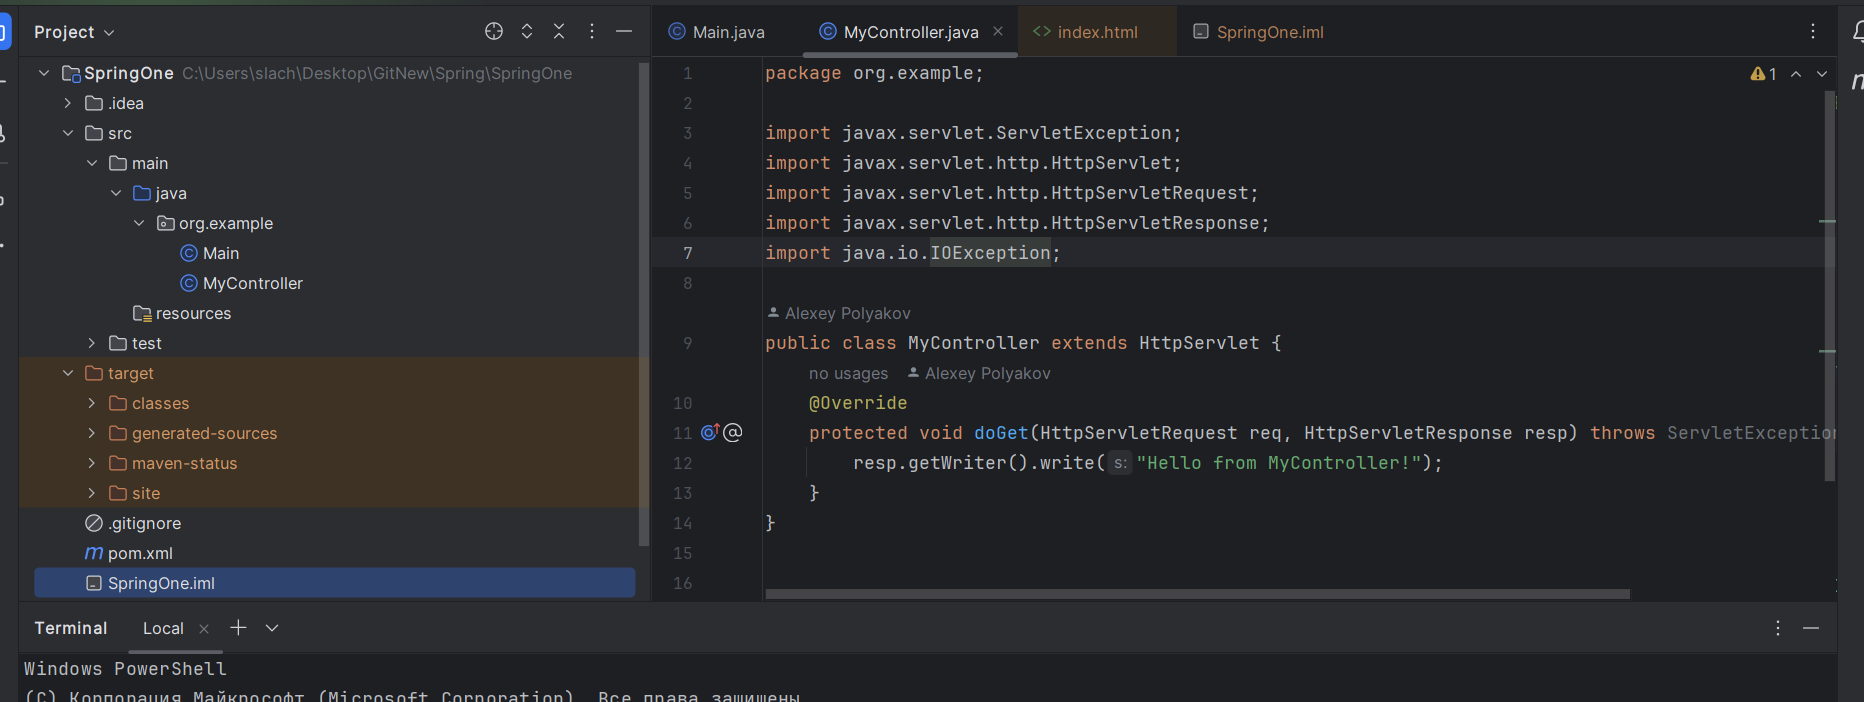 Project
SpringOne C:\Users\slach\Desktop\GitNew\Spring\SpringOne
.idea
src
main
java
org.example
Main
MyController
resources
test
target
classes
generated-sources
maven-status
site
.gitignore
pom.xml
SpringOne.iml
Main.java MyController.java index.html SpringOne.iml
1 package org.example;
1
2
3 import javax.servlet.ServletException;
4 import javax.servlet.http.HttpServlet;
5 import javax.servlet.http.HttpServletRequest;
6 import javax.servlet.http.HttpServletResponse;
7 import java.io.IOException;
8
Alexey Polyakov
9 public class MyController extends HttpServlet {
no usages Alexey Polyakov
10 @Override
11 protected void doGet(HttpServletRequest req, HttpServletResponse resp) throws ServletException
12 resp.getWriter().write( s: "Hello from MyController!");
13 }
14 }
15
16
Terminal Local
Windows PowerShell
(C) Корпорация Майкрософт (Microsoft Corporation). Все права защищены